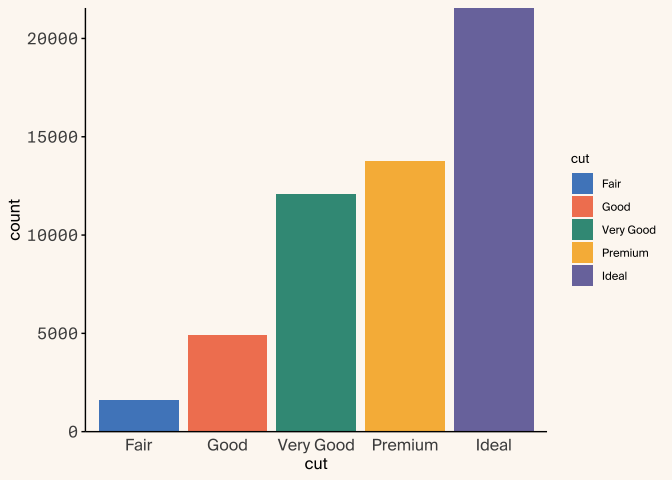 20000
15000
10000
5000
0
count
Fair
Good
Very Good
Premium
Ideal
cut
cut
Fair
Good
Very Good
Premium
Ideal